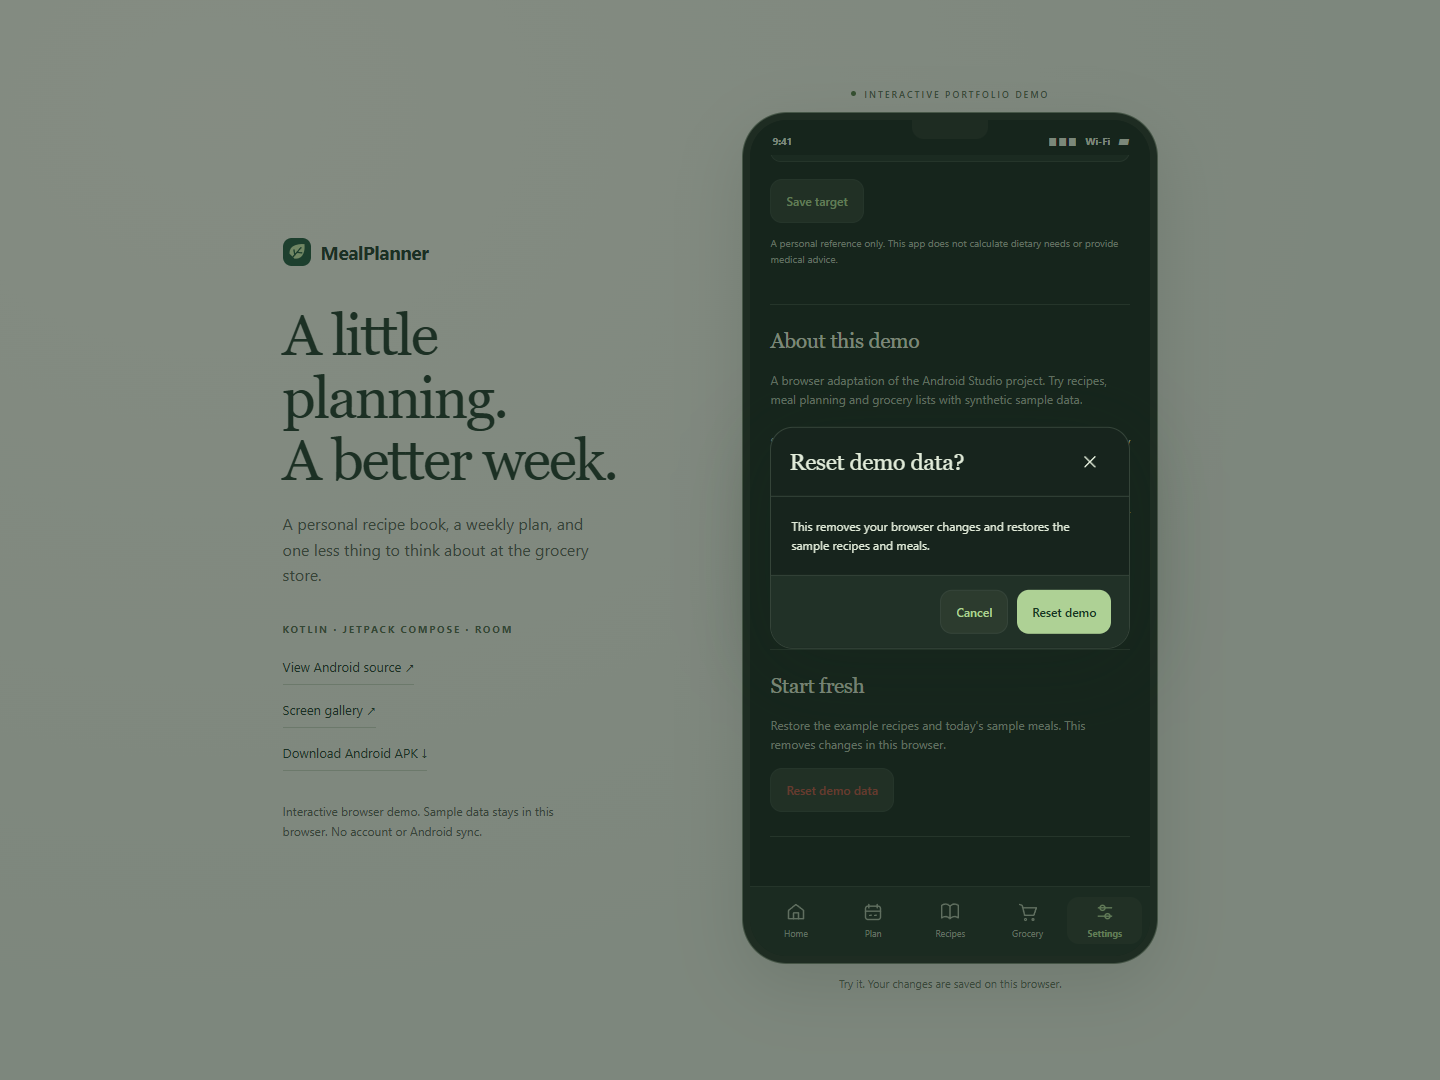 MealPlanner
A little
planning.
A better week.
A personal recipe book, a weekly plan, and
one less thing to think about at the grocery
store.
KOTLIN • JETPACK COMPOSE • ROOM
View Android source ↗
Screen gallery ↗
Download Android APK ↓
Interactive browser demo. Sample data stays in this
browser. No account or Android sync.
INTERACTIVE PORTFOLIO DEMO
9:41 Wi-Fi
Save target
A personal reference only. This app does not calculate dietary needs or provide
medical advice.
About this demo
A browser adaptation of the Android Studio project. Try recipes,
meal planning and grocery lists with synthetic sample data.
Reset demo data?
This removes your browser changes and restores the
sample recipes and meals.
Cancel Reset demo
Start fresh
Restore the example recipes and today's sample meals. This
removes changes in this browser.
Reset demo data
Home Plan Recipes Grocery Settings
Try it. Your changes are saved on this browser.